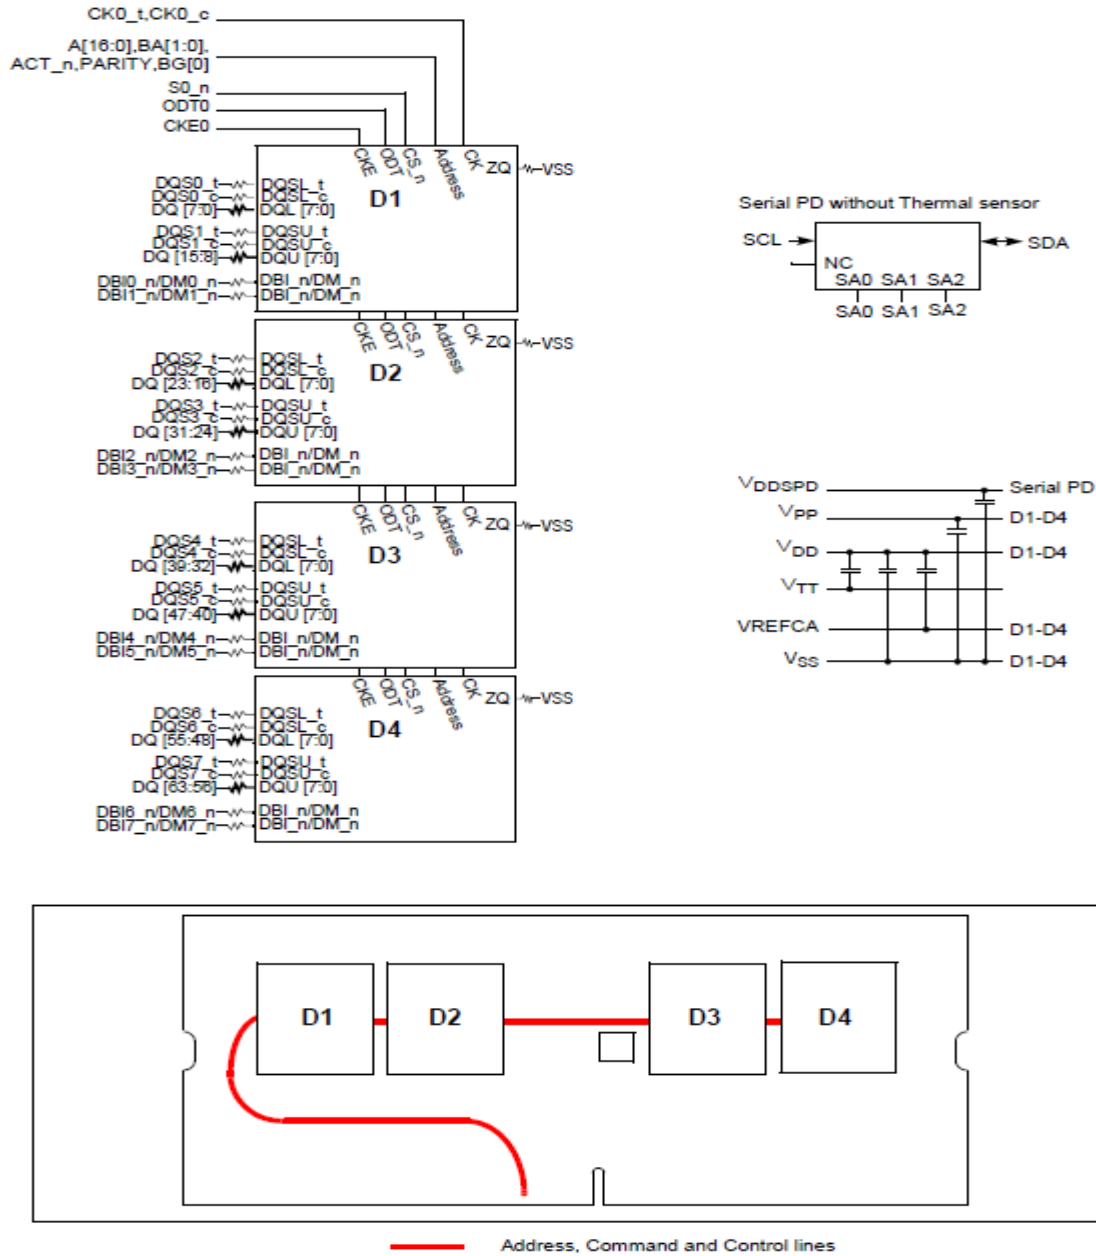 CK0_t,CK0_c
A[16:0],BA[1:0],
ACT_n,PARITY,BG[0]
S0_n
ODT0
CKE0
CKE ODT CS_n Address CK ZQ VSS
D1
DQS0_t DQSL_t
DQS0_c DQSL_c
DQ [7:0] DQL [7:0]
DQS1_t DQSU_t
DQS1_c DQSU_c
DQ [15:8] DQU [7:0]
DBI0_n/DM0_n DBI_n/DM_n
DBI1_n/DM1_n DBI_n/DM_n
CKE ODT CS_n Address CK ZQ VSS
D2
DQS2_t DQSL_t
DQS2_c DQSL_c
DQ [23:16] DQL [7:0]
DQS3_t DQSU_t
DQS3_c DQSU_c
DQ [31:24] DQU [7:0]
DBI2_n/DM2_n DBI_n/DM_n
DBI3_n/DM3_n DBI_n/DM_n
CKE ODT CS_n Address CK ZQ VSS
D3
DQS4_t DQSL_t
DQS4_c DQSL_c
DQ [39:32] DQL [7:0]
DQS5_t DQSU_t
DQS5_c DQSU_c
DQ [47:40] DQU [7:0]
DBI4_n/DM4_n DBI_n/DM_n
DBI5_n/DM5_n DBI_n/DM_n
CKE ODT CS_n Address CK ZQ VSS
D4
DQS6_t DQSL_t
DQS6_c DQSL_c
DQ [55:48] DQL [7:0]
DQS7_t DQSU_t
DQS7_c DQSU_c
DQ [63:56] DQU [7:0]
DBI6_n/DM6_n DBI_n/DM_n
DBI7_n/DM7_n DBI_n/DM_n
Serial PD without Thermal sensor
SCL SDA
NC
SA0 SA1 SA2
SA0 SA1 SA2
VDDSPD Serial PD
VPP D1-D4
VDD D1-D4
VTT
VREFCA D1-D4
VSS D1-D4
D1 D2 D3 D4
Address, Command and Control lines